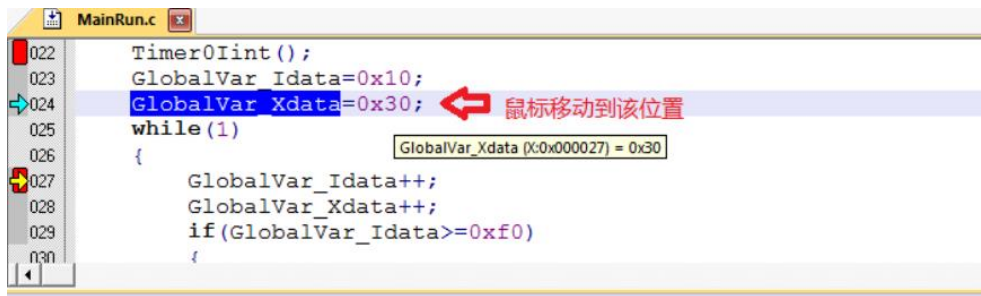 MainRun.c
022 Timer0Iint();
023 GlobalVar_Idata=0x10;
024 GlobalVar_Xdata=0x30; 鼠标移动到该位置
025 while(1)
GlobalVar_Xdata (X:0x000027) = 0x30
026 {
027 GlobalVar_Idata++;
028 GlobalVar_Xdata++;
029 if(GlobalVar_Idata>=0xf0)
030 {